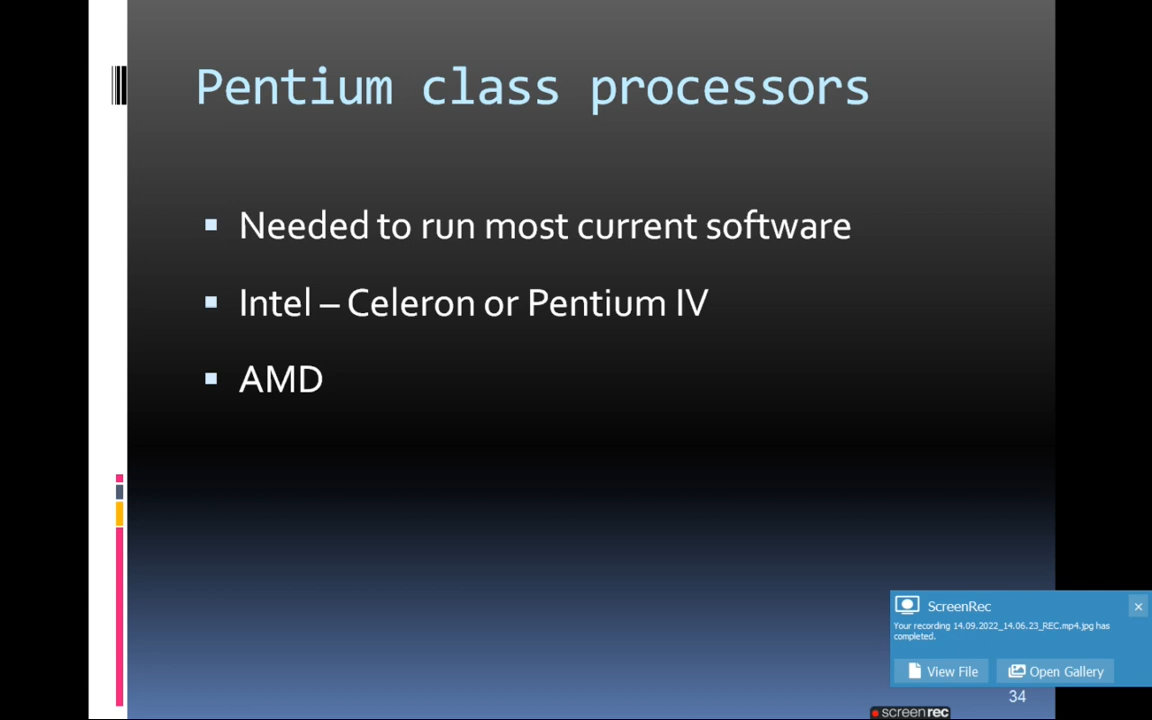 Pentium class processors
Needed to run most current software
Intel – Celeron or Pentium IV
AMD
ScreenRec
Your recording 14.09.2022_14.06.23_REC.mp4.jpg has
completed.
View File
Open Gallery
34
screenrec